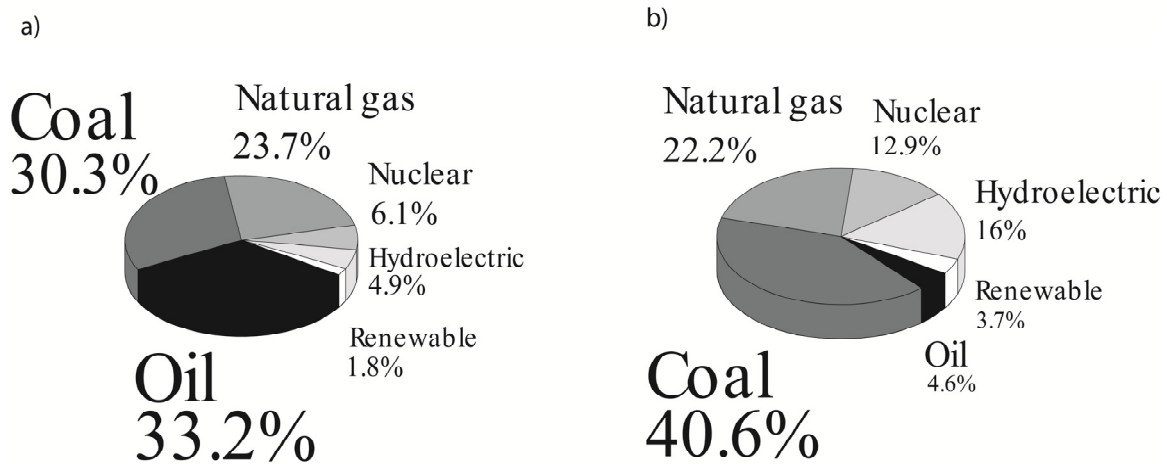 a)
Coal
30.3%
Natural gas
23.7%
Nuclear
6.1%
Hydroelectric
4.9%
Renewable
1.8%
Oil
33.2%
b)
Natural gas
22.2%
Nuclear
12.9%
Hydroelectric
16%
Renewable
3.7%
Oil
4.6%
Coal
40.6%